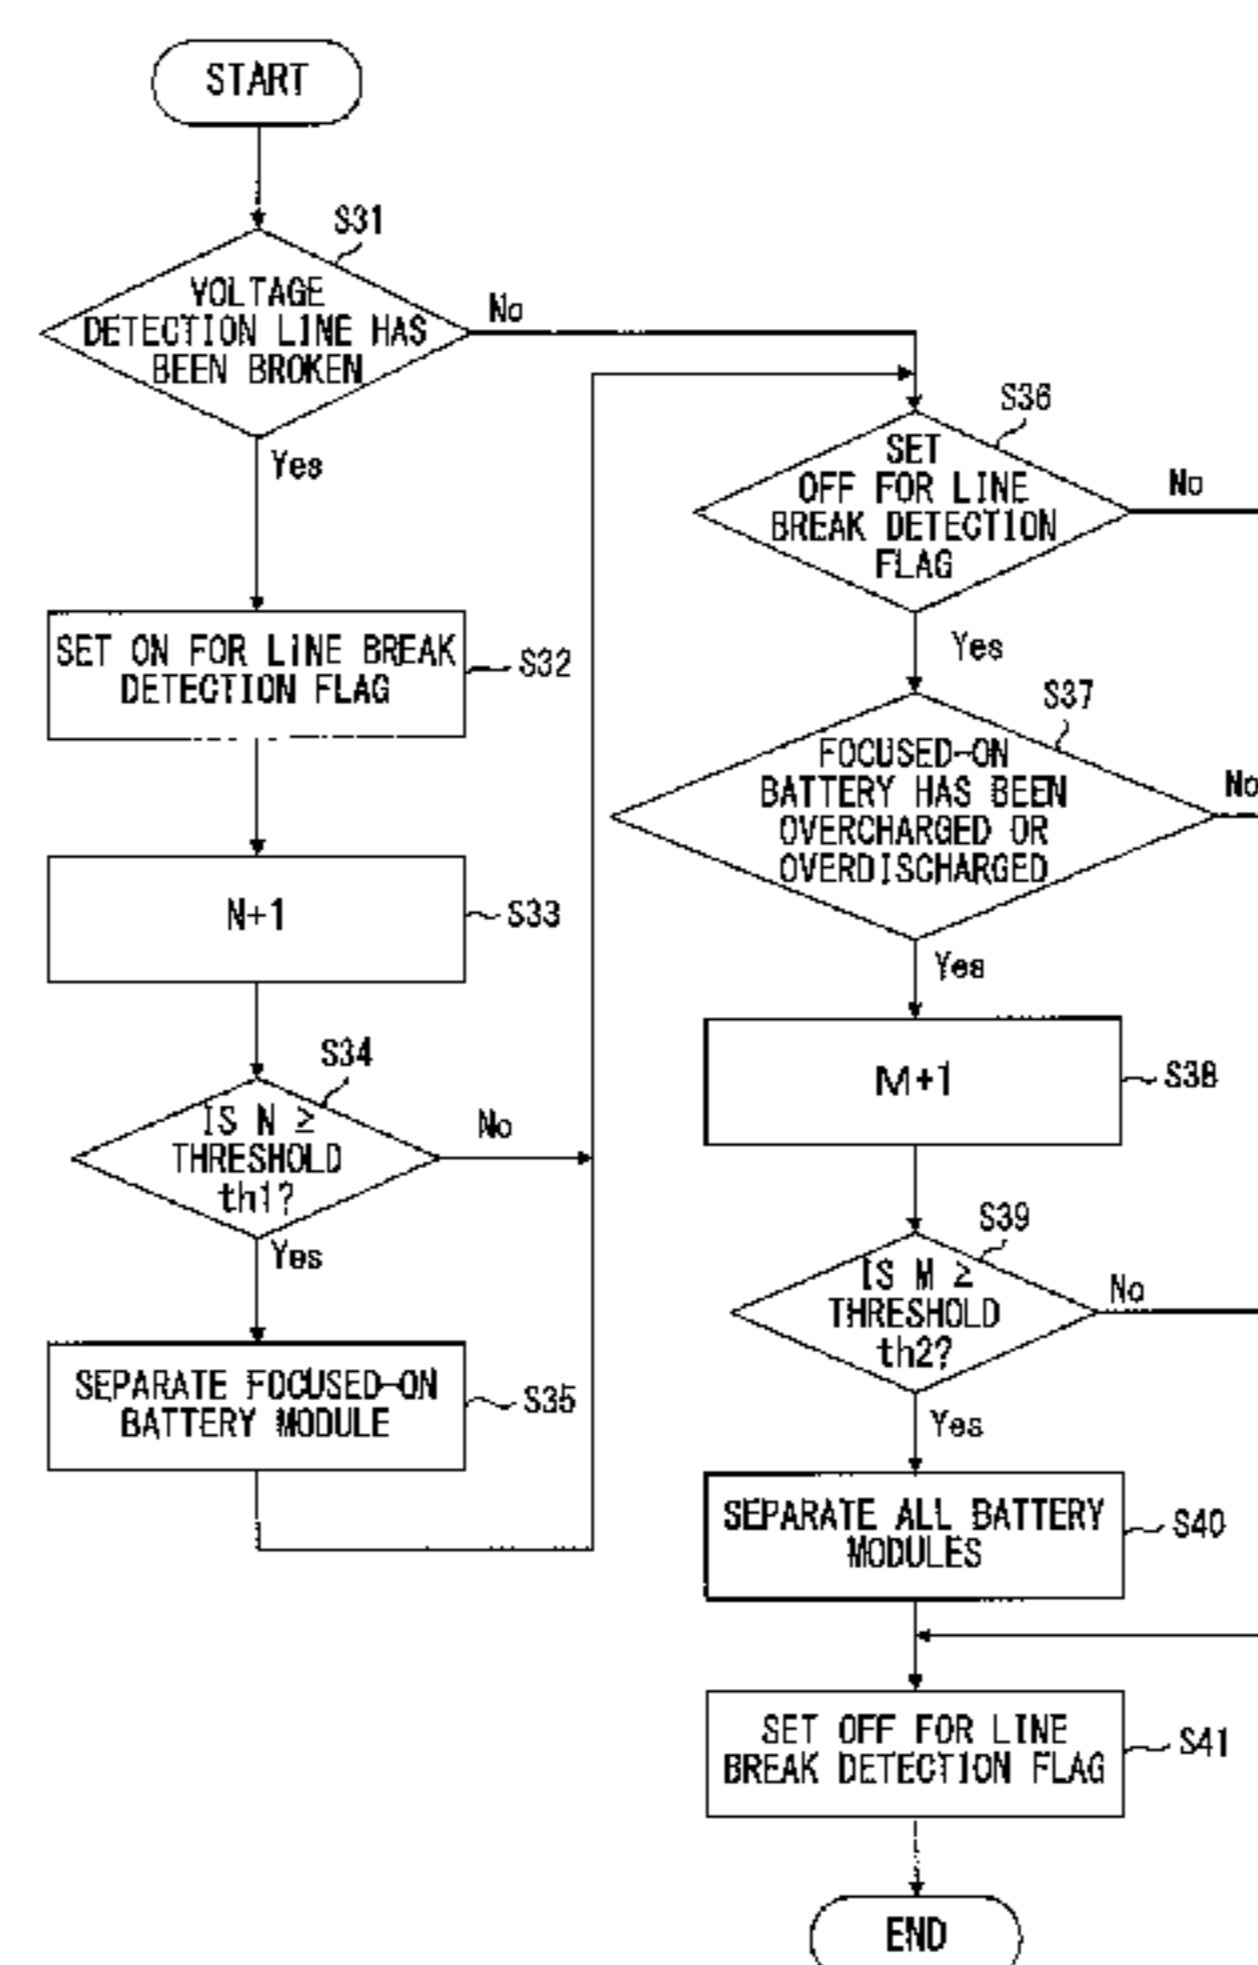 START
S31
VOLTAGE
DETECTION LINE HAS
BEEN BROKEN
No
Yes
SET ON FOR LINE BREAK
DETECTION FLAG
S32
N+1
S33
S34
IS N ≥
THRESHOLD
th1?
No
Yes
SEPARATE FOCUSED-ON
BATTERY MODULE
S35
S36
SET
OFF FOR LINE
BREAK DETECTION
FLAG
No
Yes
S37
FOCUSED-ON
BATTERY HAS BEEN
OVERCHARGED OR
OVERDISCHARGED
No
Yes
M+1
S38
S39
IS M ≥
THRESHOLD
th2?
No
Yes
SEPARATE ALL BATTERY
MODULES
S40
SET OFF FOR LINE
BREAK DETECTION FLAG
S41
END